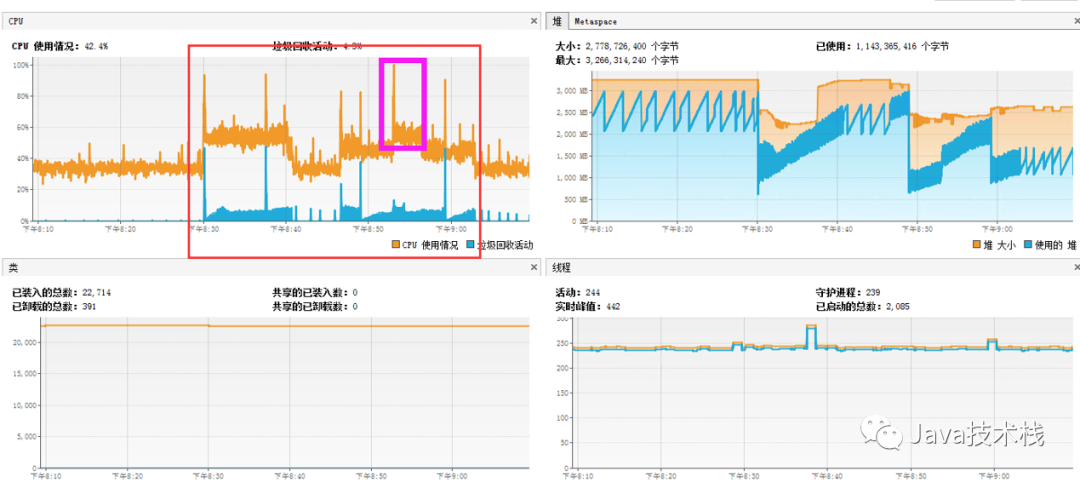 CPU
CPU 使用情况: 42.4%
垃圾回收活动: 4.3%
100%
80%
60%
40%
20%
0%
下午8:10
下午8:20
下午8:30
下午8:40
下午8:50
下午9:00
CPU 使用情况
垃圾回收活动
堆
Metaspace
大小: 2,778,726,400 个字节
已使用: 1,143,365,416 个字节
最大: 3,266,314,240 个字节
3,000 MB
2,500 MB
2,000 MB
1,500 MB
1,000 MB
500 MB
0 MB
下午8:10
下午8:20
下午8:30
下午8:40
下午8:50
下午9:00
堆 大小
使用的 堆
类
已装入的总数: 22,714
共享的已装入数: 0
已卸载的总数: 391
共享的已卸载数: 0
20,000
15,000
10,000
5,000
0
下午8:10
下午8:20
下午8:30
下午8:40
下午8:50
下午9:00
线程
活动: 244
守护进程: 239
实时峰值: 442
已启动的总数: 2,085
300
250
200
150
100
50
0
下午8:10
下午8:20
下午8:30
下午8:40
下午8:50
下午9:00
Java技术栈